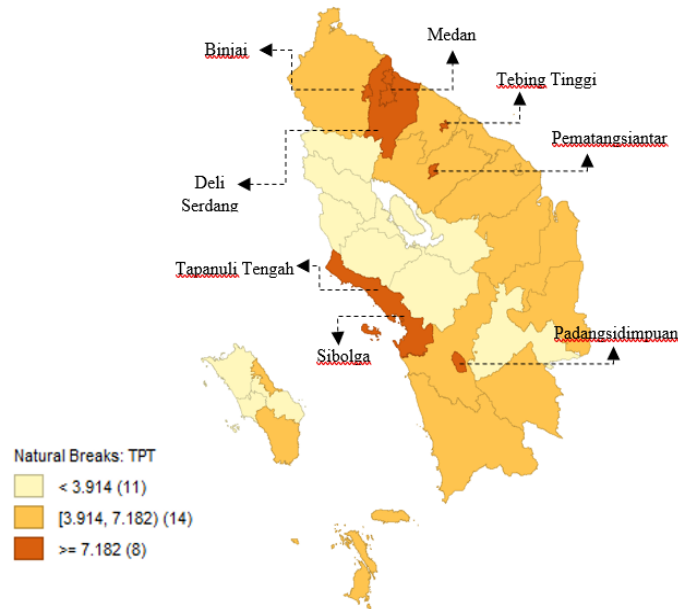 Medan
Binjai
Tebing Tinggi
Pematangsiantar
Deli
Serdang
Tapanuli Tengah
Sibolga
Padangsidimpuan
Natural Breaks: TPT
< 3.914 (11)
[3.914, 7.182) (14)
>= 7.182 (8)